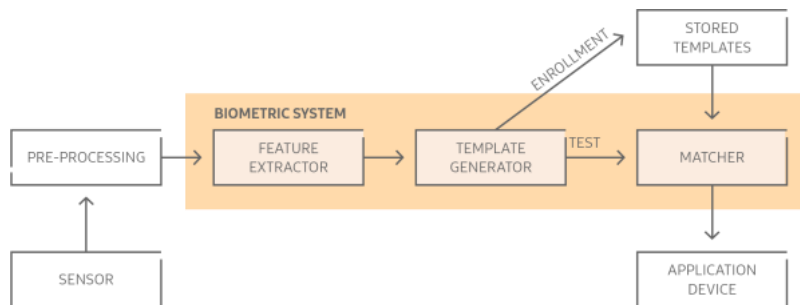 STORED
TEMPLATES
ENROLLMENT
BIOMETRIC SYSTEM
PRE-PROCESSING
FEATURE
EXTRACTOR
TEMPLATE
GENERATOR
TEST
MATCHER
SENSOR
APPLICATION
DEVICE